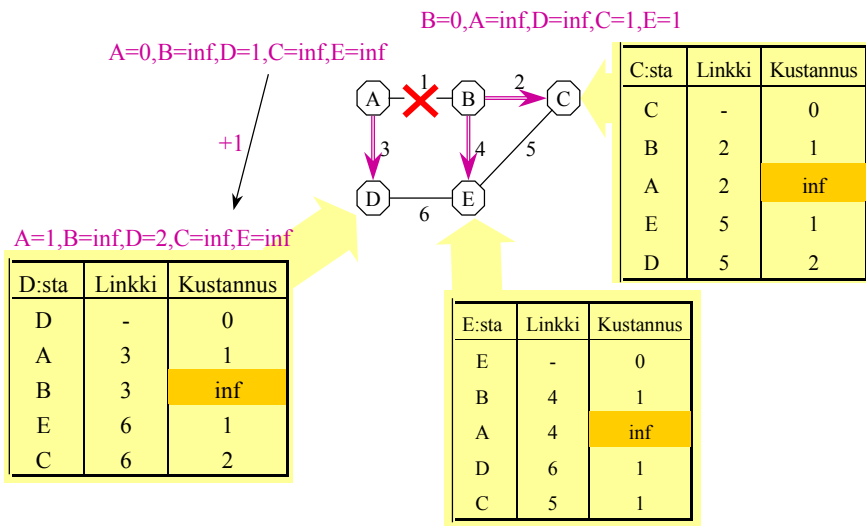 B=0,A=inf,D=inf,C=1,E=1
A=0,B=inf,D=1,C=inf,E=inf
+1
A=1,B=inf,D=2,C=inf,E=inf
1
2
A
B
C
3
4
5
D
E
6
C:sta Linkki Kustannus
C - 0
B 2 1
A 2 inf
E 5 1
D 5 2
D:sta Linkki Kustannus
D - 0
A 3 1
B 3 inf
E 6 1
C 6 2
E:sta Linkki Kustannus
E - 0
B 4 1
A 4 inf
D 6 1
C 5 1